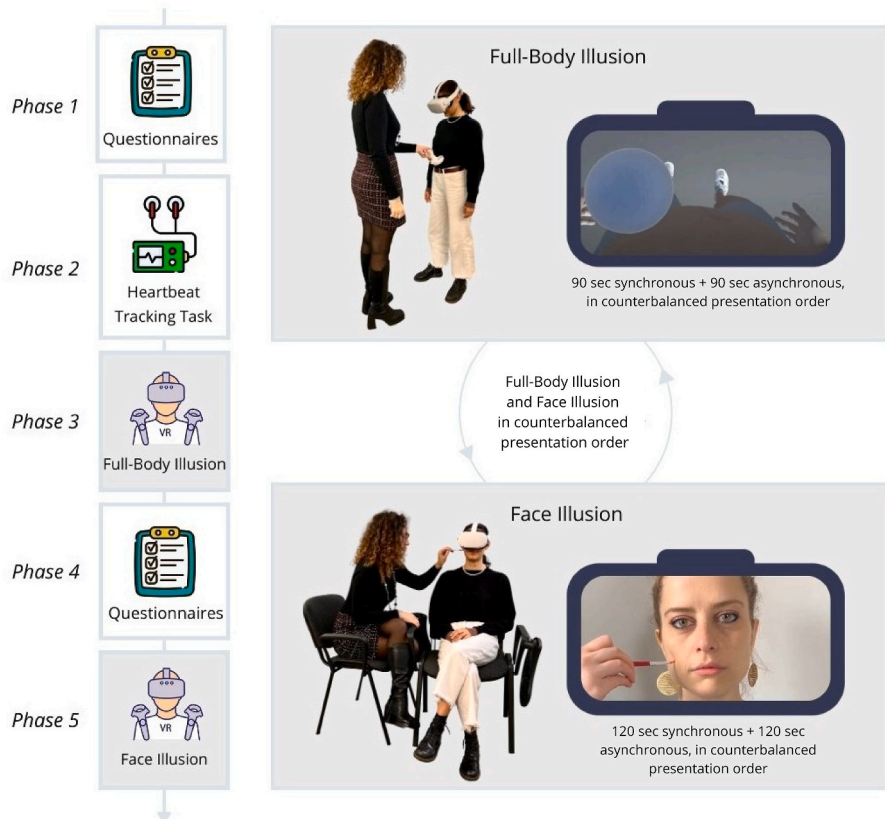 Phase 1
Questionnaires
Phase 2
Heartbeat
Tracking Task
Phase 3
VR
Full-Body Illusion
Phase 4
Questionnaires
Phase 5
VR
Face Illusion
Full-Body Illusion
90 sec synchronous + 90 sec asynchronous,
in counterbalanced presentation order
Full-Body Illusion
and Face Illusion
in counterbalanced
presentation order
Face Illusion
120 sec synchronous + 120 sec
asynchronous, in counterbalanced
presentation order